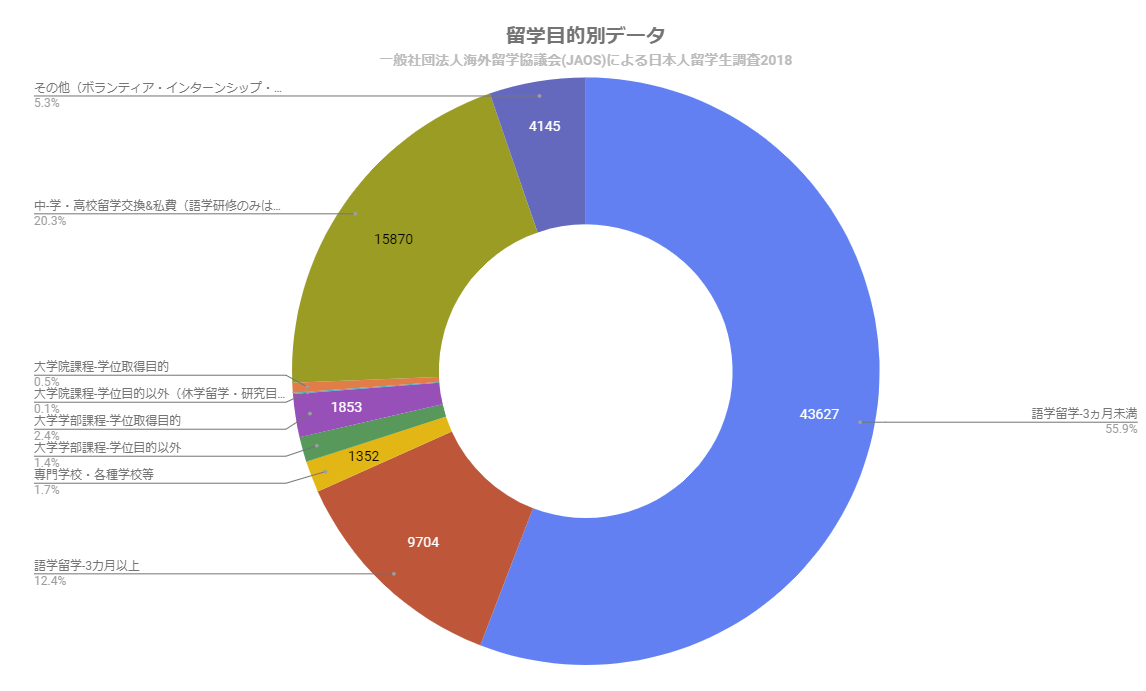 留学目的別データ
一般社団法人海外留学協議会(JAOS)による日本人留学生調査2018
その他（ボランティア・インターンシップ・...
5.3%
4145
中-学・高校留学交換&私費（語学研修のみは...
20.3%
15870
大学院課程-学位取得目的
0.5%
大学院課程-学位目的以外（休学留学・研究目...
0.1%
大学学部課程-学位取得目的
2.4%
1853
大学学部課程-学位目的以外
1.4%
専門学校・各種学校等
1.7%
1352
語学留学-3ヵ月未満
55.9%
43627
語学留学-3カ月以上
12.4%
9704